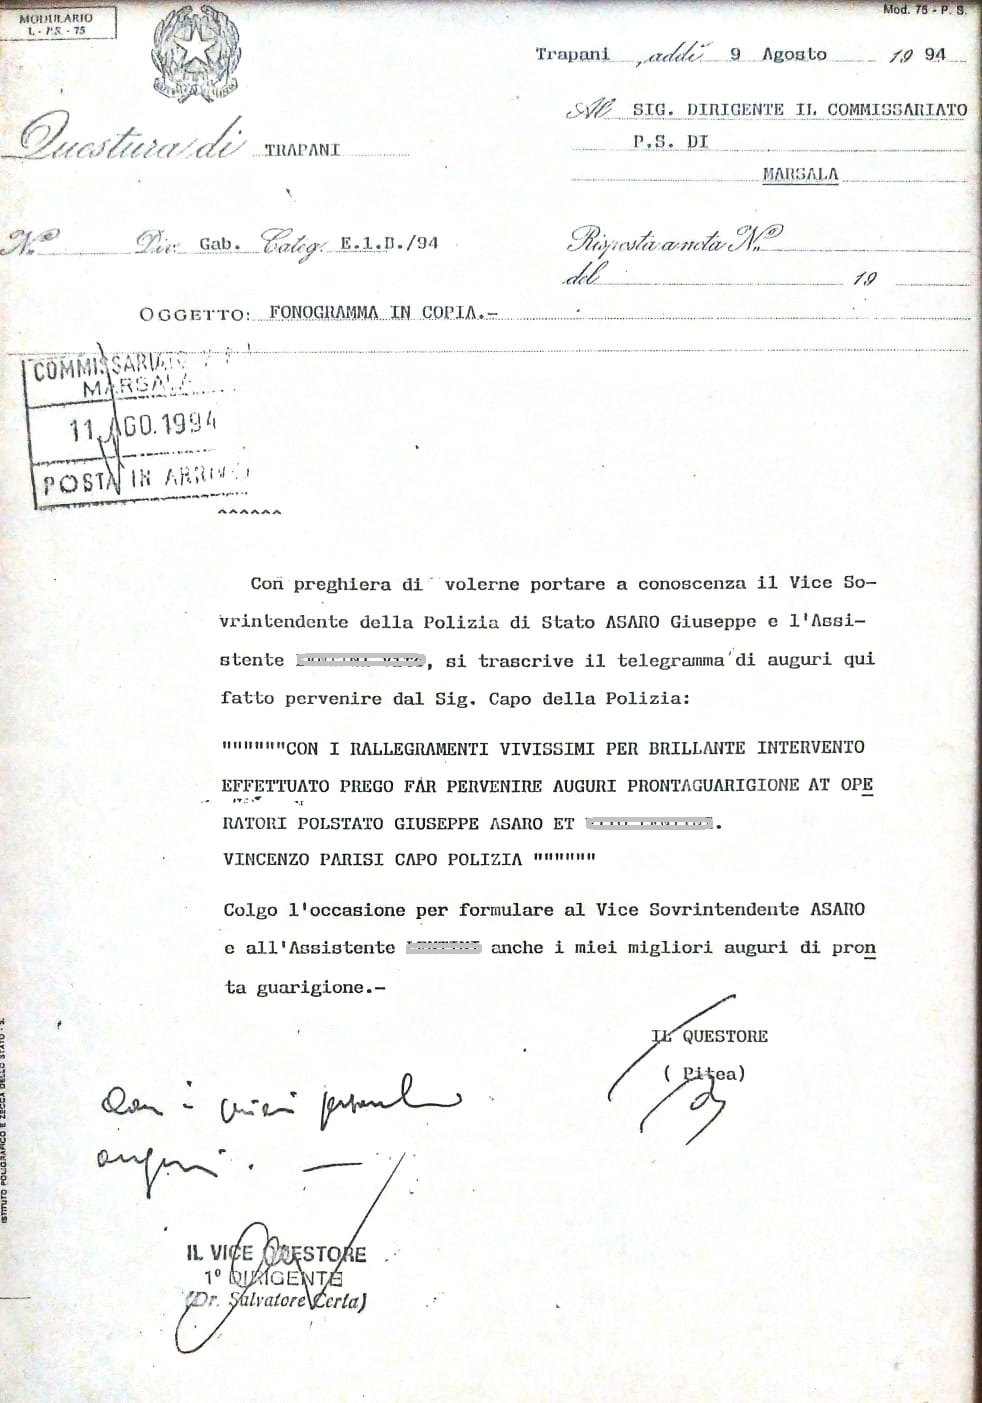 MODULARIO
I. - P.S. - 75
Mod. 75 - P. S.
Trapani, addì 9 Agosto 1994
Questura di TRAPANI
Al SIG. DIRIGENTE IL COMMISSARIATO
P.S. DI
MARSALA
N.º Div. Gab. Categ. E.1.B./94
Risposta a nota N.º
del 19
OGGETTO: FONOGRAMMA IN COPIA.-
COMMISSARIATO P.S.
MARSALA
11 AGO.1994
POSTA IN ARRIVO
^^^^^^
Con preghiera di volerne portare a conoscenza il Vice So-
vrintendente della Polizia di Stato ASARO Giuseppe e l'Assi-
stente , si trascrive il telegramma di auguri qui
fatto pervenire dal Sig. Capo della Polizia:
""""""CON I RALLEGRAMENTI VIVISSIMI PER BRILLANTE INTERVENTO
EFFETTUATO PREGO FAR PERVENIRE AUGURI PRONTAGUARIGIONE AT OPE
RATORI POLSTATO GIUSEPPE ASARO ET .
VINCENZO PARISI CAPO POLIZIA """"""
Colgo l'occasione per formulare al Vice Sovrintendente ASARO
e all'Assistente anche i miei migliori auguri di pron
ta guarigione.-
IL QUESTORE
( Pitea)
Con i miei personali
auguri. —
IL VICE QUESTORE
1º DIRIGENTE
(Dr. Salvatore Certa)
ISTITUTO POLIGRAFICO E ZECCA DELLO STATO - S.